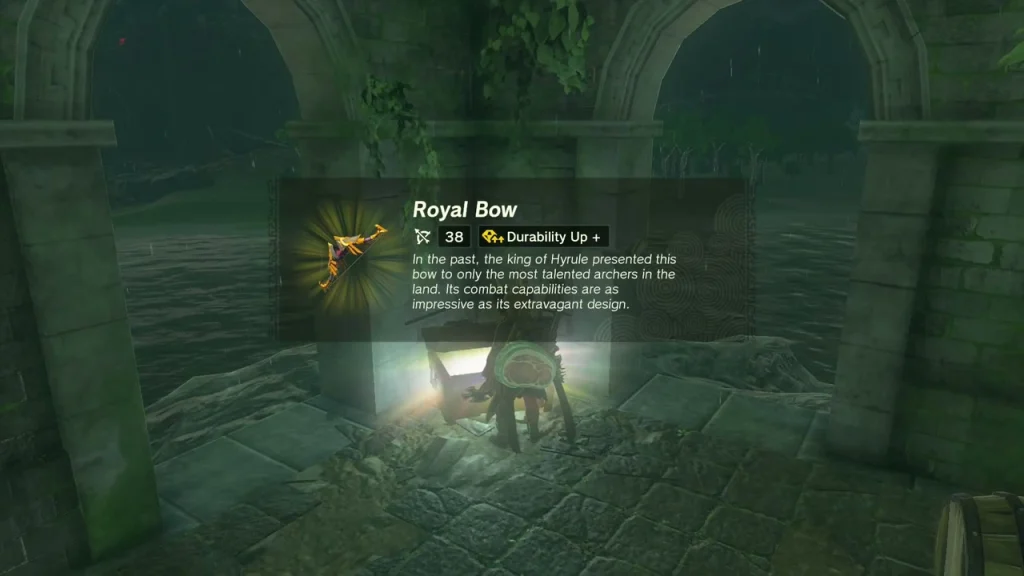 Royal Bow
38 Durability Up +
In the past, the king of Hyrule presented this
bow to only the most talented archers in the
land. Its combat capabilities are as
impressive as its extravagant design.